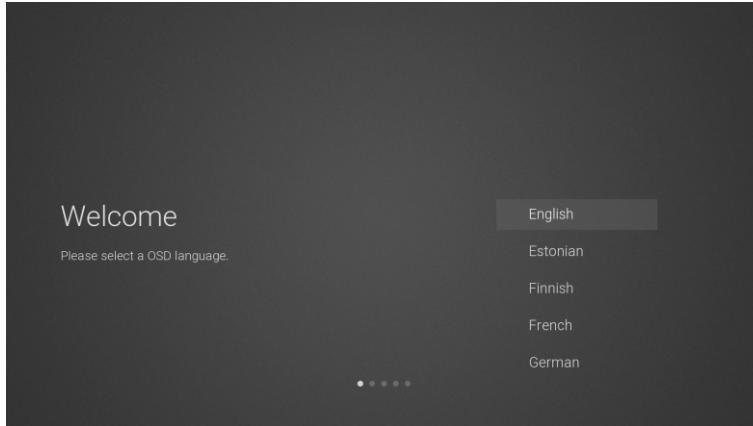 Welcome
Please select a OSD language.
English
Estonian
Finnish
French
German